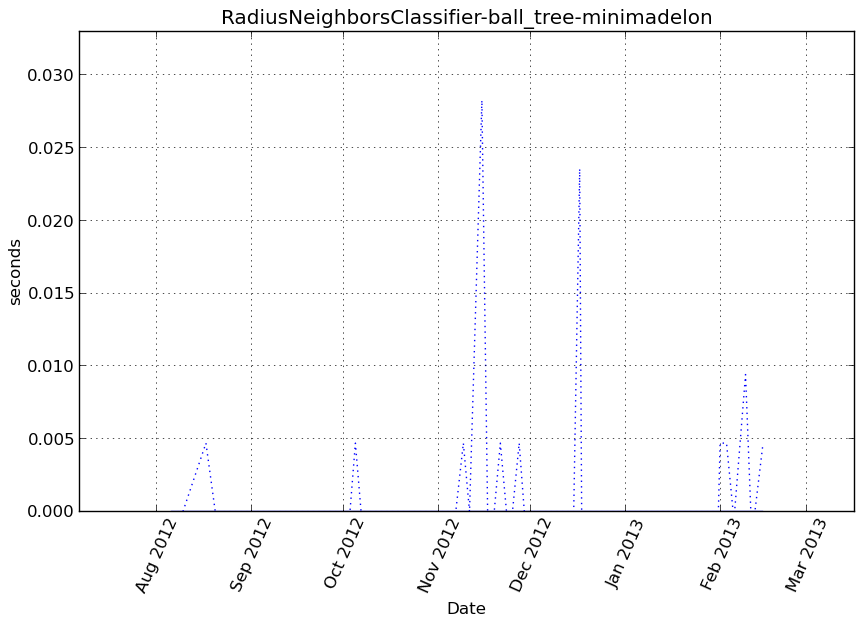 RadiusNeighborsClassifier-ball_tree-minimadelon
0.030
0.025
0.020
0.015
0.010
0.005
0.000
seconds
Aug 2012
Sep 2012
Oct 2012
Nov 2012
Dec 2012
Jan 2013
Feb 2013
Mar 2013
Date